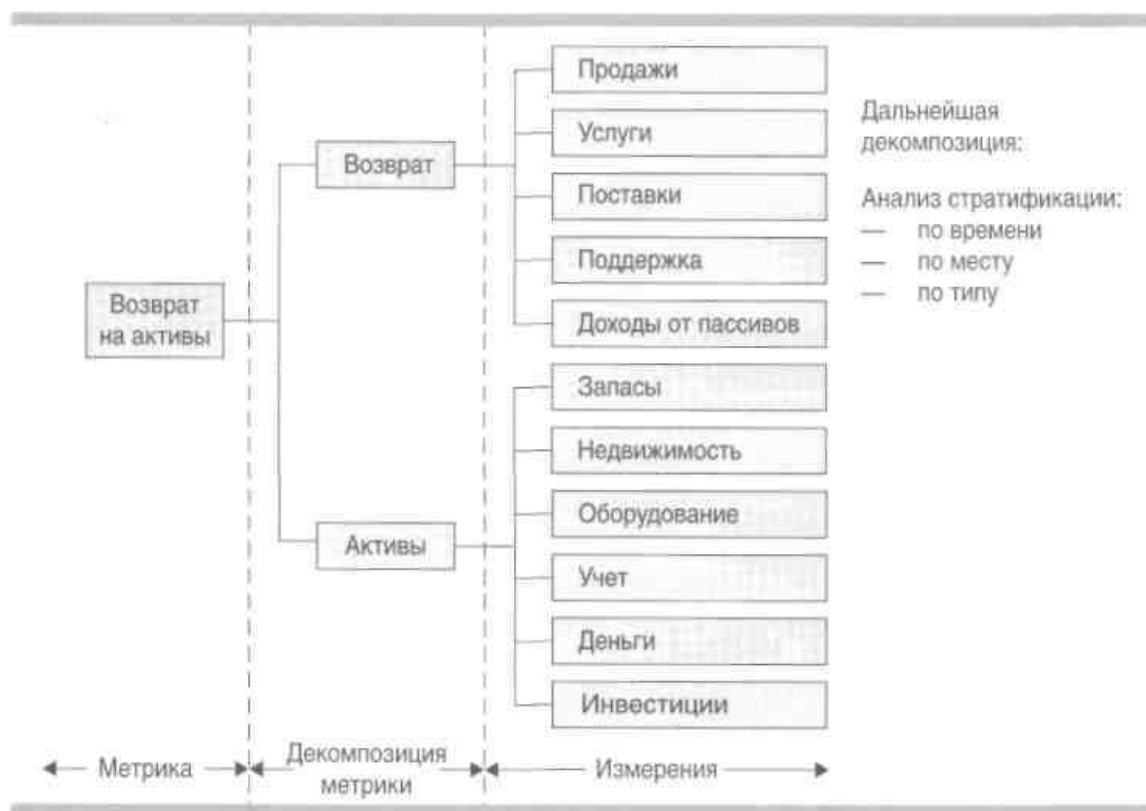 Продажи
Услуги
Поставки
Поддержка
Доходы от пассивов
Запасы
Недвижимость
Оборудование
Учет
Деньги
Инвестиции
Возврат
Активы
Возврат
на активы
Дальнейшая
декомпозиция:
Анализ стратификации:
— по времени
— по месту
— по типу
Метрика
Декомпозиция
метрики
Измерения